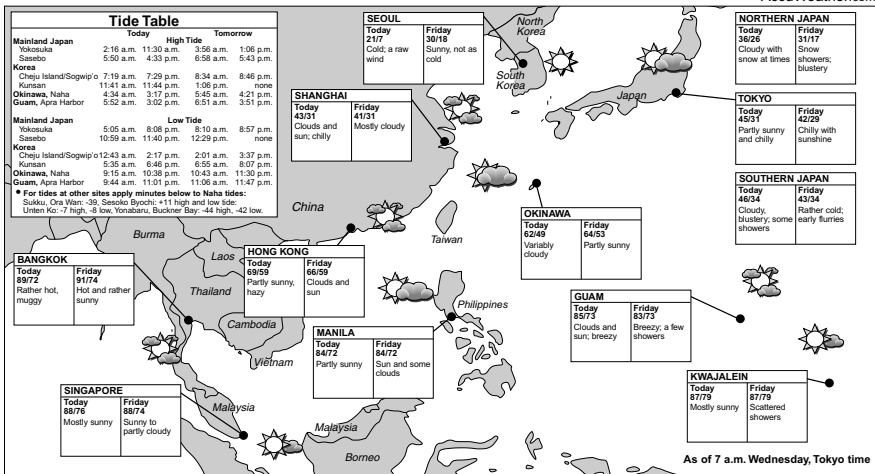 Tide Table
Today Tomorrow
Mainland Japan High Tide
Yokosuka 2:16 a.m. 11:30 a.m. 3:56 a.m. 1:06 p.m.
Sasebo 5:50 a.m. 4:33 p.m. 6:58 a.m. 5:43 p.m.
Korea
Cheju Island/Sogwip'o 7:19 a.m. 7:29 p.m. 8:34 a.m. 8:46 p.m.
Kunsan 11:41 a.m. 11:44 p.m. 1:06 p.m. none
Okinawa, Naha 4:34 a.m. 3:17 p.m. 5:45 a.m. 4:21 p.m.
Guam, Apra Harbor 5:52 a.m. 3:02 p.m. 6:51 a.m. 3:51 p.m.
Mainland Japan Low Tide
Yokosuka 5:05 a.m. 8:08 p.m. 8:10 a.m. 8:57 p.m.
Sasebo 10:59 a.m. 11:40 p.m. 12:29 p.m. none
Korea
Cheju Island/Sogwip'o 12:43 a.m. 2:17 p.m. 2:01 a.m. 3:37 p.m.
Kunsan 5:35 a.m. 6:46 p.m. 6:55 a.m. 8:07 p.m.
Okinawa, Naha 9:15 a.m. 10:38 p.m. 10:43 a.m. 11:30 p.m.
Guam, Apra Harbor 9:44 a.m. 11:01 p.m. 11:06 a.m. 11:47 p.m.
• For tides at other sites apply minutes below to Naha tides:
Sukku, Ora Wan: -39, Sesoko Byochi: +11 high and low tide:
Unten Ko: -7 high, -8 low, Yonabaru, Buckner Bay: -44 high, -42 low.
SEOUL
Today Friday
21/7 30/18
Cold; a raw Sunny, not as
wind cold
North
Korea
South
Korea
Japan
NORTHERN JAPAN
Today Friday
36/26 31/17
Cloudy with Snow
snow at times showers;
blustery
SHANGHAI
Today Friday
43/31 41/31
Clouds and Mostly cloudy
sun; chilly
TOKYO
Today Friday
45/31 42/29
Partly sunny Chilly with
and chilly sunshine
SOUTHERN JAPAN
Today Friday
46/34 43/34
Cloudy, Rather cold;
blustery; some early flurries
showers
China
Taiwan
OKINAWA
Today Friday
62/49 64/53
Variably Partly sunny
cloudy
Burma
Laos
Thailand
Cambodia
Vietnam
HONG KONG
Today Friday
69/59 66/59
Partly sunny, Clouds and
hazy sun
BANGKOK
Today Friday
89/72 91/74
Rather hot, Hot and rather
muggy sunny
Philippines
GUAM
Today Friday
85/73 83/73
Clouds and Breezy; a few
sun; breezy showers
MANILA
Today Friday
84/72 84/72
Partly sunny Sun and some
clouds
KWAJALEIN
Today Friday
87/79 87/79
Mostly sunny Scattered
showers
SINGAPORE
Today Friday
88/76 88/74
Mostly sunny Sunny to
partly cloudy
Malaysia
Malaysia
Borneo
As of 7 a.m. Wednesday, Tokyo time